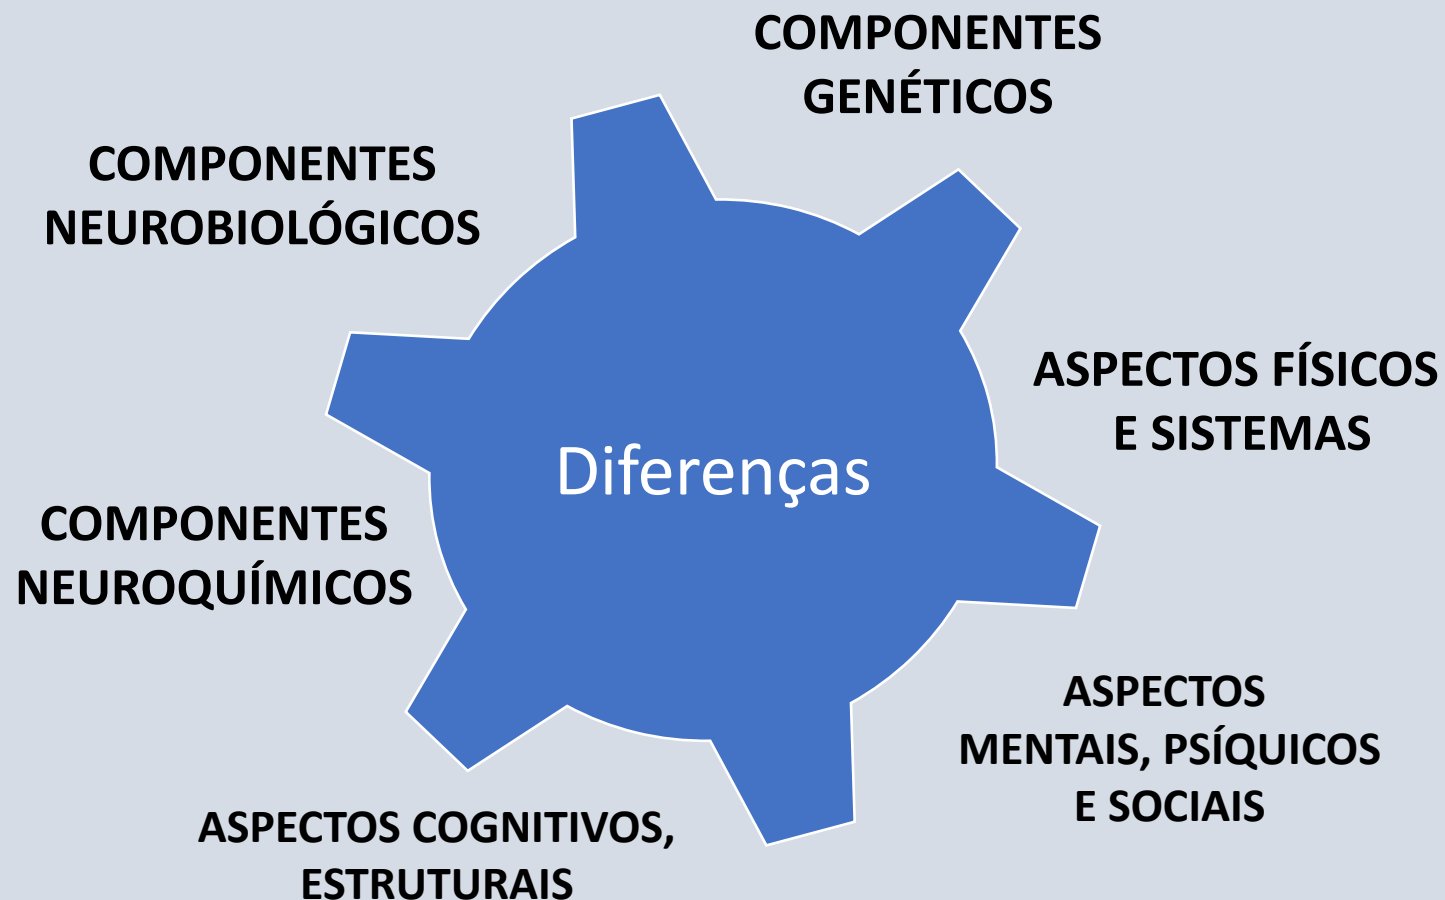 COMPONENTES
GENÉTICOS
COMPONENTES
NEUROBIOLÓGICOS
ASPECTOS FÍSICOS
E SISTEMAS
Diferenças
COMPONENTES
NEUROQUÍMICOS
ASPECTOS
MENTAIS, PSÍQUICOS
E SOCIAIS
ASPECTOS COGNITIVOS,
ESTRUTURAIS